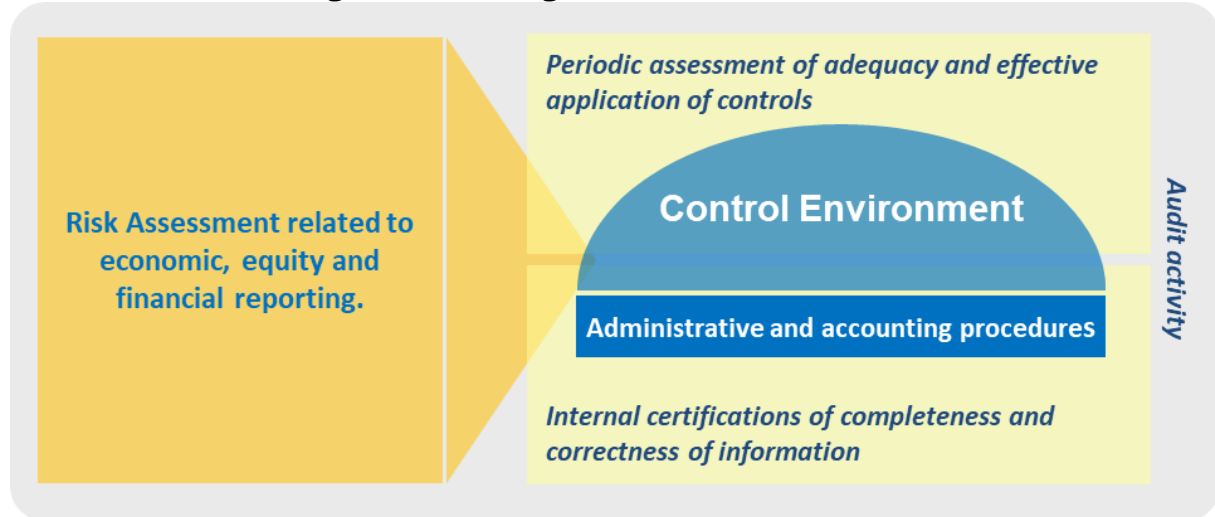 Risk Assessment related to
economic, equity and
financial reporting.
Periodic assessment of adequacy and effective
application of controls
Control Environment
Administrative and accounting procedures
Internal certifications of completeness and
correctness of information
Audit activity